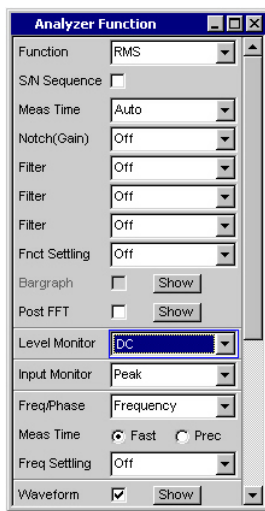 Analyzer Function
Function RMS
S/N Sequence
Meas Time Auto
Notch(Gain) Off
Filter Off
Filter Off
Filter Off
Fnct Settling Off
Bargraph Show
Post FFT Show
Level Monitor DC
Input Monitor Peak
Freq/Phase Frequency
Meas Time Fast Prec
Freq Settling Off
Waveform Show